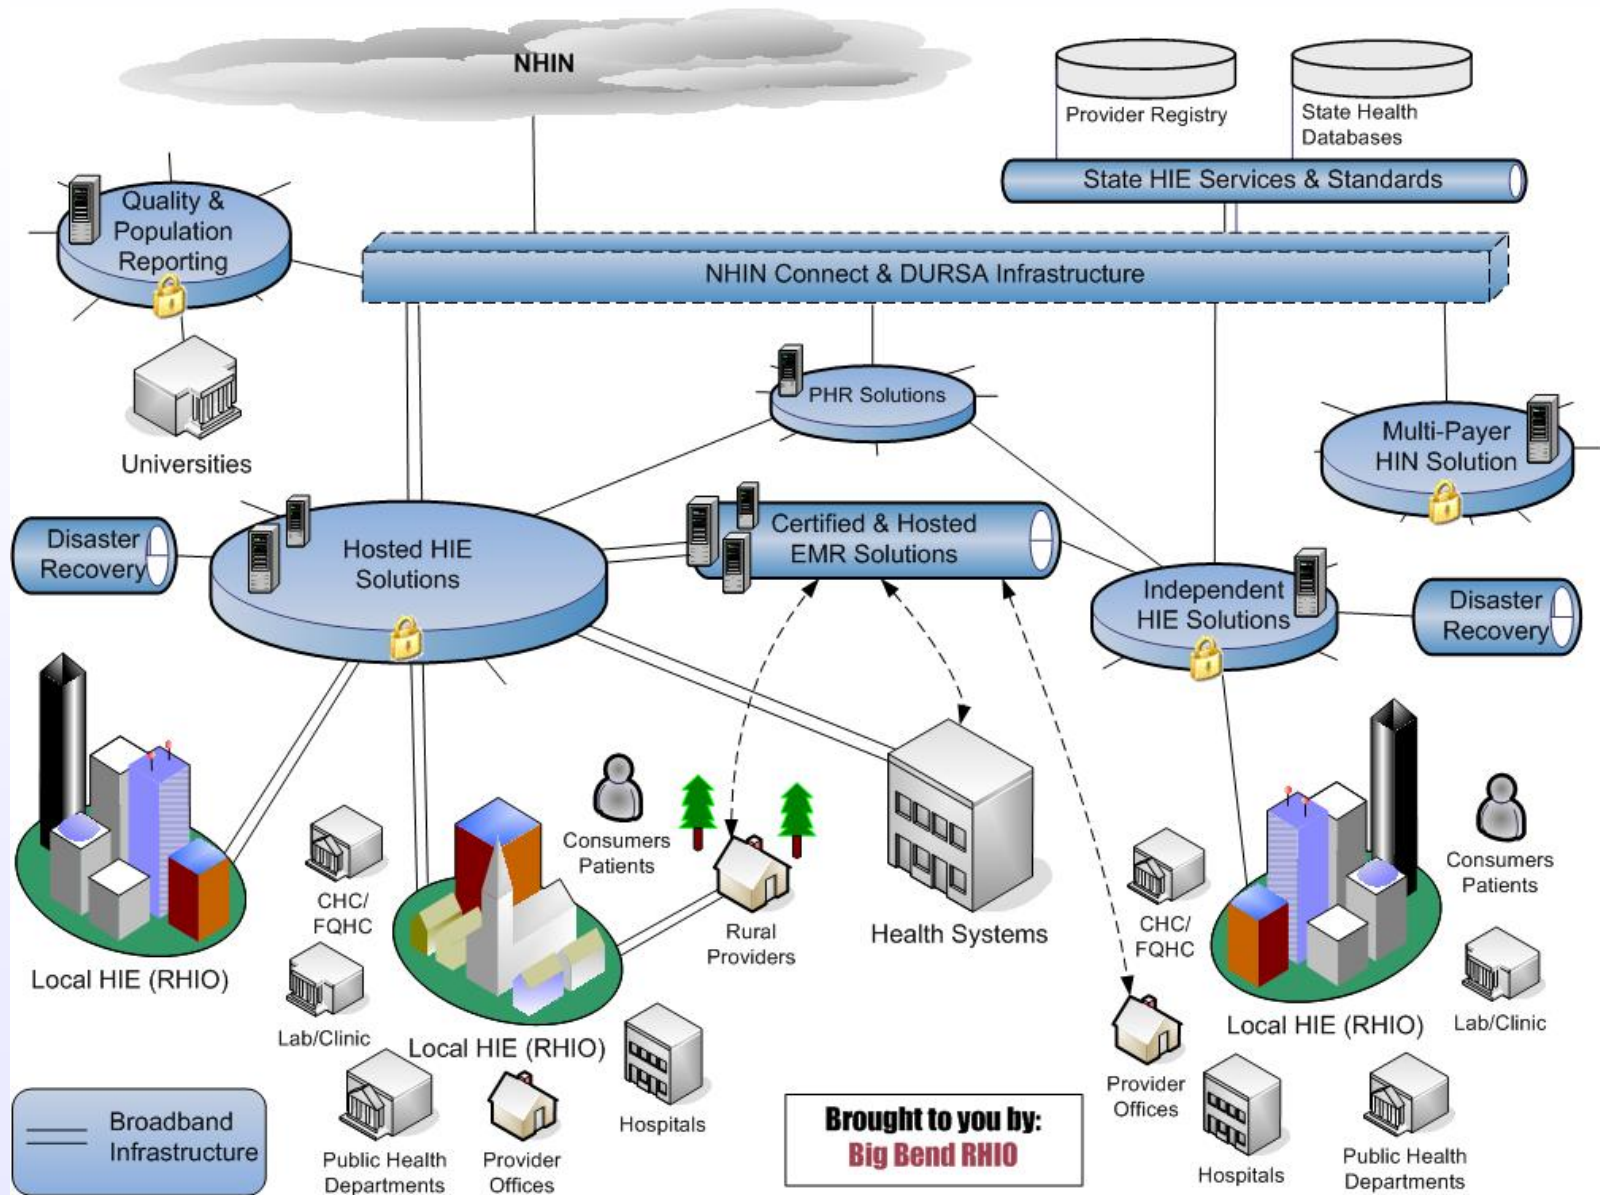 NHIN
Provider Registry
State Health
Databases
State HIE Services & Standards
Quality &
Population
Reporting
NHIN Connect & DURSA Infrastructure
Universities
PHR Solutions
Multi-Payer
HIN Solution
Disaster
Recovery
Hosted HIE
Solutions
Certified & Hosted
EMR Solutions
Independent
HIE Solutions
Disaster
Recovery
Local HIE (RHIO)
CHC/
FQHC
Lab/Clinic
Public Health
Departments
Provider
Offices
Local HIE (RHIO)
Hospitals
Consumers
Patients
Rural
Providers
Health Systems
CHC/
FQHC
Consumers
Patients
Local HIE (RHIO)
Lab/Clinic
Provider
Offices
Hospitals
Public Health
Departments
Broadband
Infrastructure
Brought to you by:
Big Bend RHIO